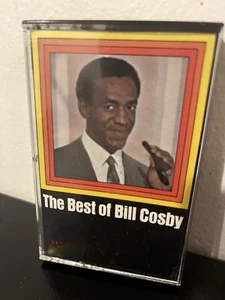 The Best of Bill Cosby